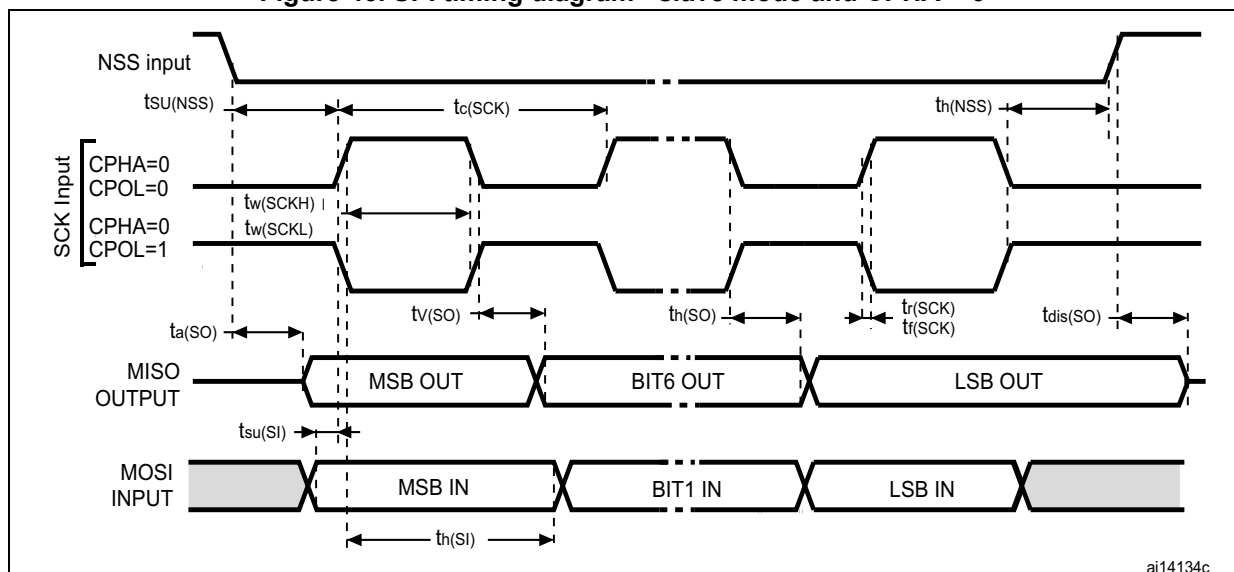 NSS input
tSU(NSS)
tc(SCK)
th(NSS)
SCK Input
CPHA=0
CPOL=0
tw(SCKH)
CPHA=0
CPOL=1
tw(SCKL)
ta(SO)
tV(SO)
th(SO)
tr(SCK)
tf(SCK)
tdis(SO)
MISO
OUTPUT
MSB OUT
BIT6 OUT
LSB OUT
tsu(SI)
MOSI
INPUT
MSB IN
BIT1 IN
LSB IN
th(SI)
ai14134c